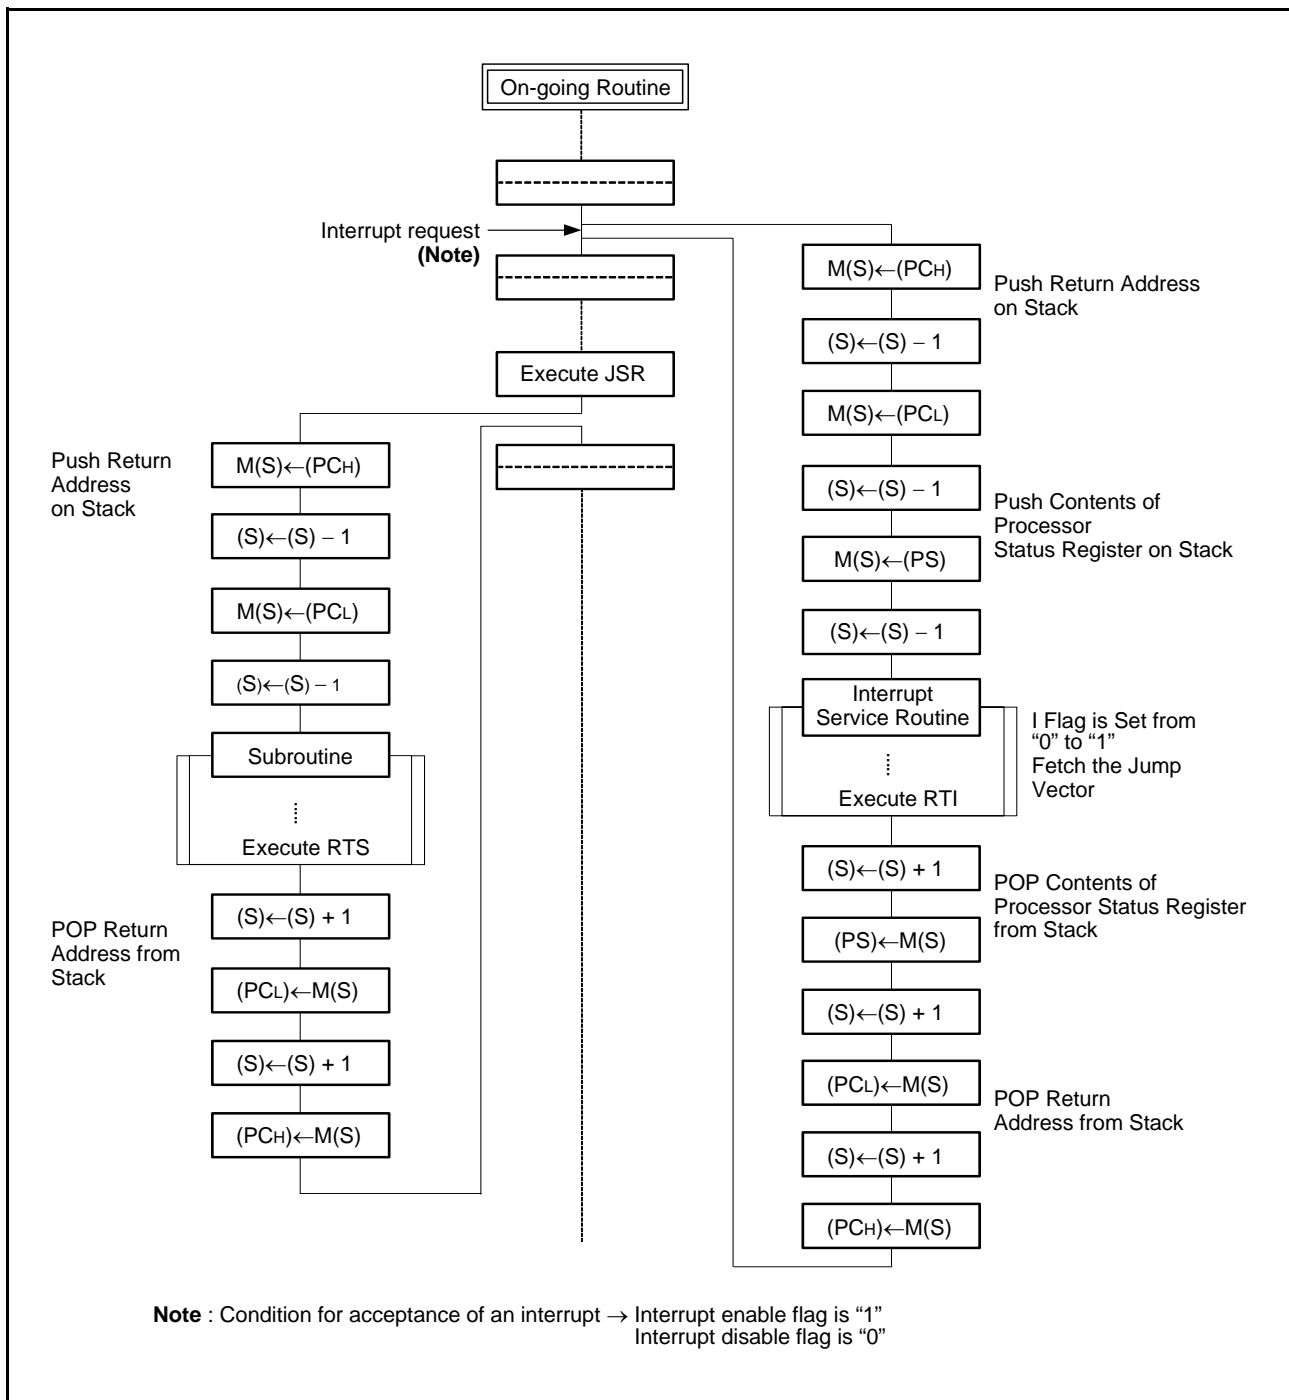 On-going Routine
Interrupt request
(Note)
Execute JSR
Push Return
Address
on Stack
M(S)←(PCH)
(S)←(S) – 1
M(S)←(PCL)
(S)←(S) – 1
Subroutine
Execute RTS
POP Return
Address from
Stack
(S)←(S) + 1
(PCL)←M(S)
(S)←(S) + 1
(PCH)←M(S)
M(S)←(PCH)
Push Return Address
on Stack
(S)←(S) – 1
M(S)←(PCL)
(S)←(S) – 1
Push Contents of
Processor
Status Register on Stack
M(S)←(PS)
(S)←(S) – 1
Interrupt
Service Routine
Execute RTI
I Flag is Set from
“0” to “1”
Fetch the Jump
Vector
(S)←(S) + 1
POP Contents of
Processor Status Register
from Stack
(PS)←M(S)
(S)←(S) + 1
(PCL)←M(S)
POP Return
Address from Stack
(S)←(S) + 1
(PCH)←M(S)
Note : Condition for acceptance of an interrupt → Interrupt enable flag is “1”
Interrupt disable flag is “0”